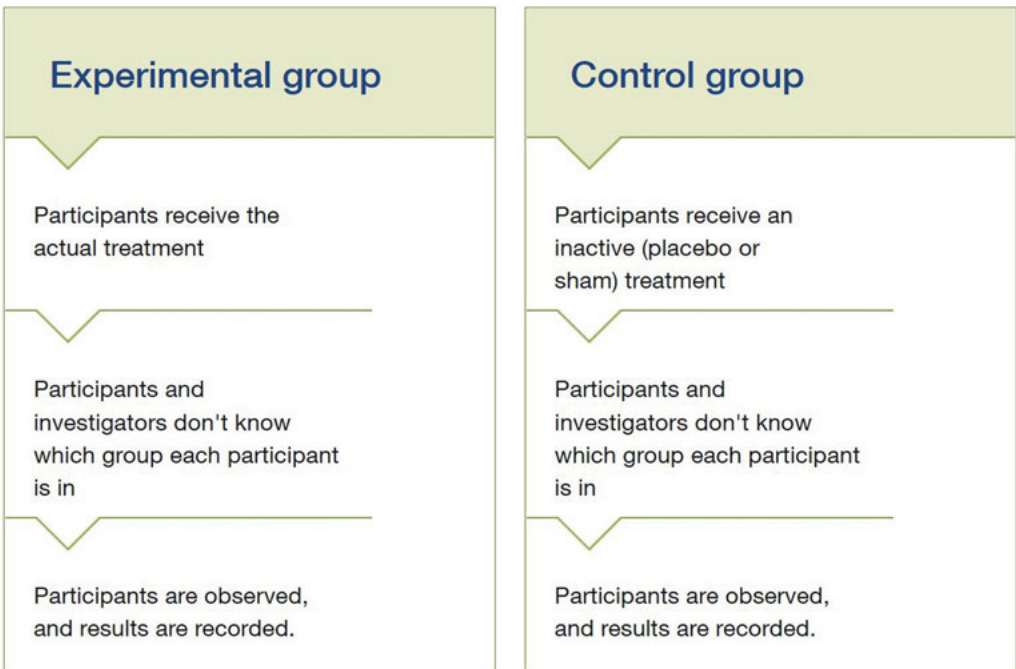 Experimental group
Participants receive the
actual treatment
Participants and
investigators don't know
which group each participant
is in
Participants are observed,
and results are recorded.
Control group
Participants receive an
inactive (placebo or
sham) treatment
Participants and
investigators don't know
which group each participant
is in
Participants are observed,
and results are recorded.